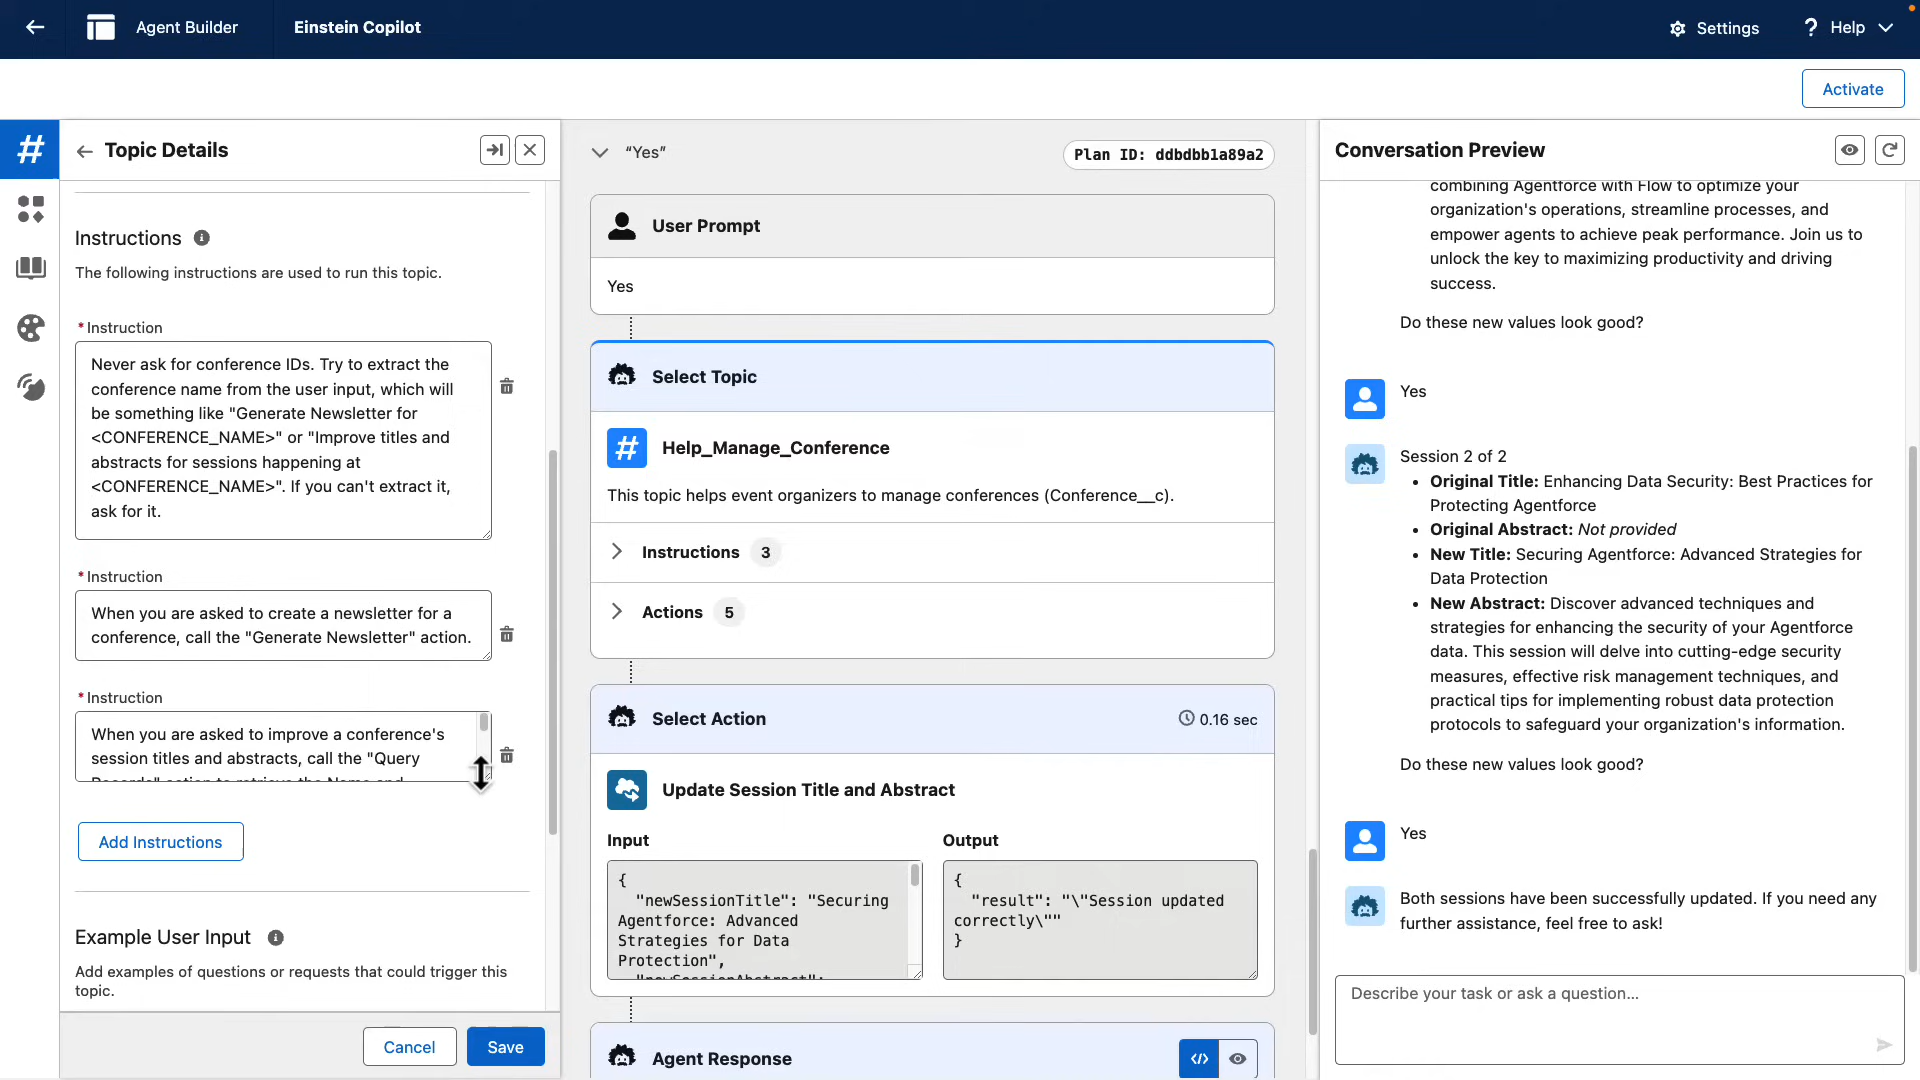 Agent Builder
Einstein Copilot
Settings
? Help
Activate
#
Topic Details
Instructions
The following instructions are used to run this topic.
* Instruction
Never ask for conference IDs. Try to extract the
conference name from the user input, which will
be something like "Generate Newsletter for
<CONFERENCE_NAME>" or "Improve titles and
abstracts for sessions happening at
<CONFERENCE_NAME>". If you can't extract it,
ask for it.
* Instruction
When you are asked to create a newsletter for a
conference, call the "Generate Newsletter" action.
* Instruction
When you are asked to improve a conference's
session titles and abstracts, call the "Query
Records" action to retrieve the Name and
Add Instructions
Example User Input
Add examples of questions or requests that could trigger this
topic.
Cancel
Save
"Yes"
Plan ID: ddbdbb1a89a2
User Prompt
Yes
Select Topic
# Help_Manage_Conference
This topic helps event organizers to manage conferences (Conference__c).
Instructions 3
Actions 5
Select Action
0.16 sec
Update Session Title and Abstract
Input
{
"newSessionTitle": "Securing
Agentforce: Advanced
Strategies for Data
Protection",
"newSessionAbstract":
Output
{
"result": "\"Session updated
correctly\""
}
Agent Response
</>
Conversation Preview
combining Agentforce with Flow to optimize your
organization's operations, streamline processes, and
empower agents to achieve peak performance. Join us to
unlock the key to maximizing productivity and driving
success.
Do these new values look good?
Yes
Session 2 of 2
• Original Title: Enhancing Data Security: Best Practices for
Protecting Agentforce
• Original Abstract: Not provided
• New Title: Securing Agentforce: Advanced Strategies for
Data Protection
• New Abstract: Discover advanced techniques and
strategies for enhancing the security of your Agentforce
data. This session will delve into cutting-edge security
measures, effective risk management techniques, and
practical tips for implementing robust data protection
protocols to safeguard your organization's information.
Do these new values look good?
Yes
Both sessions have been successfully updated. If you need any
further assistance, feel free to ask!
Describe your task or ask a question...